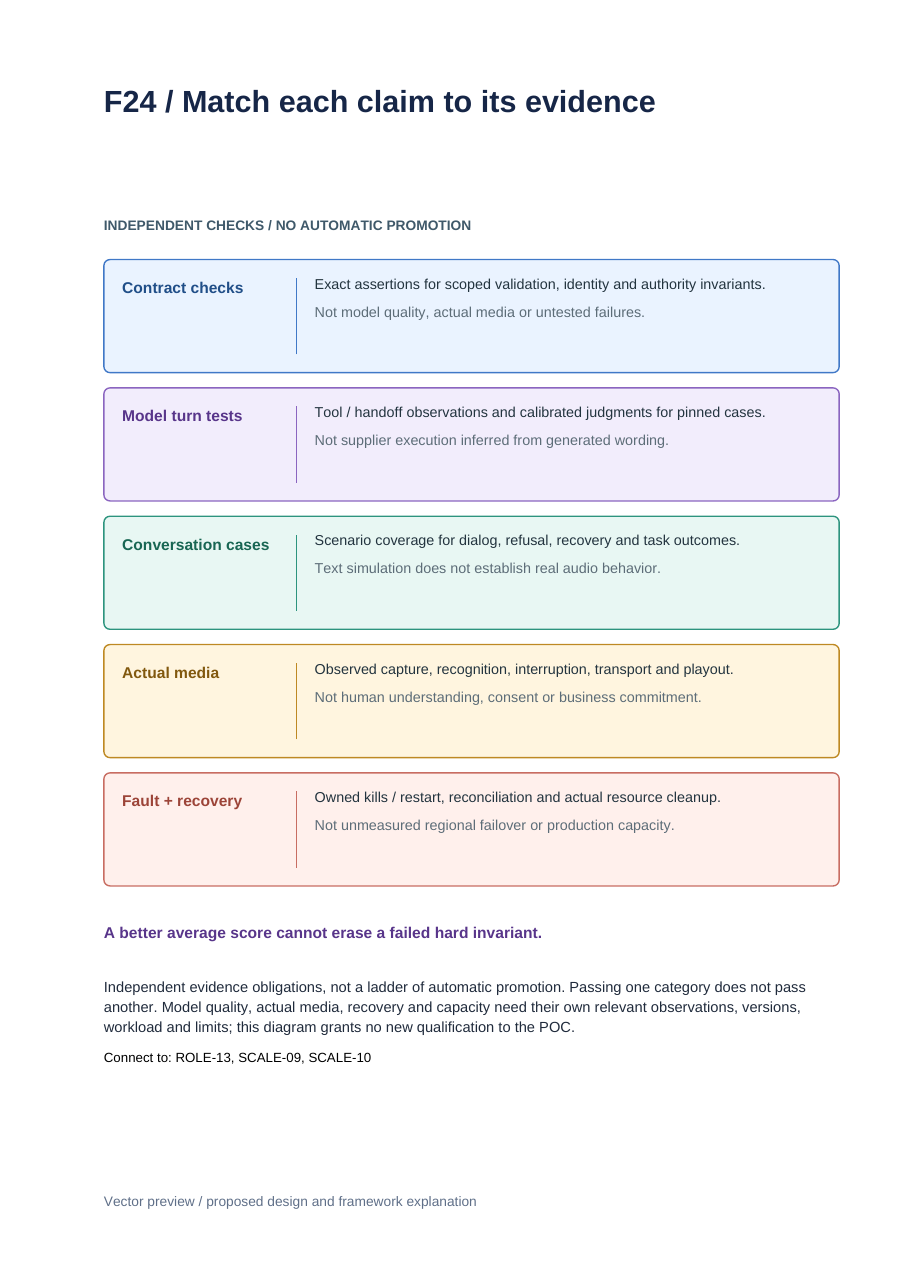 F24 / Match each claim to its evidence
INDEPENDENT CHECKS / NO AUTOMATIC PROMOTION
Contract checks
Exact assertions for scoped validation, identity and authority invariants.
Not model quality, actual media or untested failures.
Model turn tests
Tool / handoff observations and calibrated judgments for pinned cases.
Not supplier execution inferred from generated wording.
Conversation cases
Scenario coverage for dialog, refusal, recovery and task outcomes.
Text simulation does not establish real audio behavior.
Actual media
Observed capture, recognition, interruption, transport and playout.
Not human understanding, consent or business commitment.
Fault + recovery
Owned kills / restart, reconciliation and actual resource cleanup.
Not unmeasured regional failover or production capacity.
A better average score cannot erase a failed hard invariant.
Independent evidence obligations, not a ladder of automatic promotion. Passing one category does not pass
another. Model quality, actual media, recovery and capacity need their own relevant observations, versions,
workload and limits; this diagram grants no new qualification to the POC.
Connect to: ROLE-13, SCALE-09, SCALE-10
Vector preview / proposed design and framework explanation